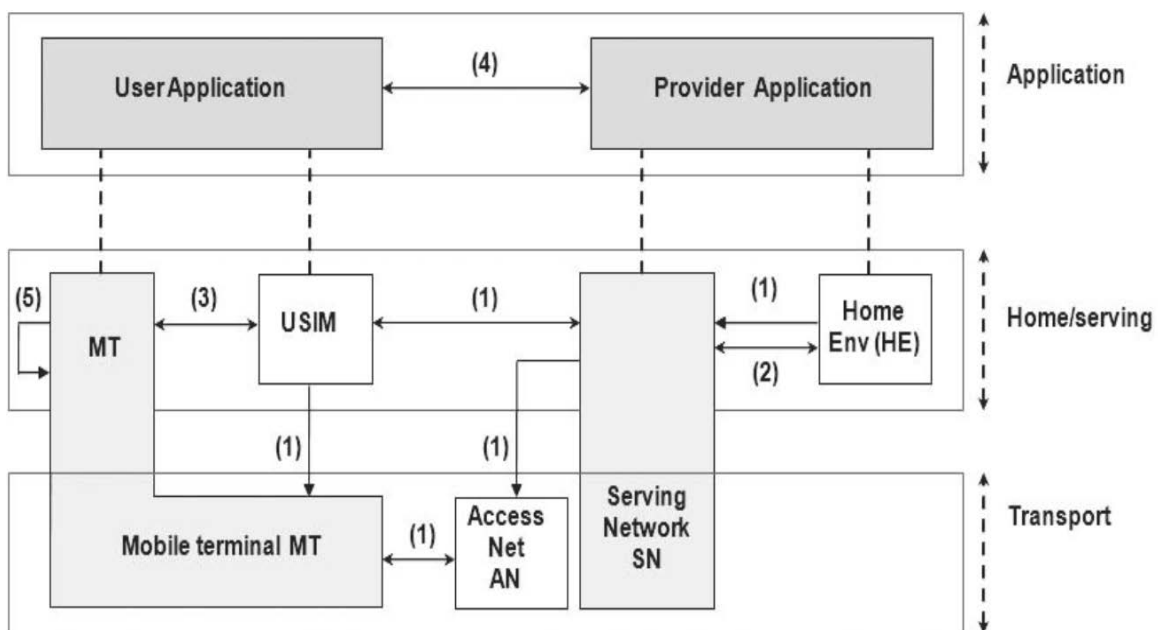 User Application
(4)
Provider Application
Application
(5)
MT
(3)
USIM
(1)
(1)
(2)
Home
Env (HE)
Home/serving
(1)
(1)
Mobile terminal MT
(1)
Access
Net
AN
Serving
Network
SN
Transport